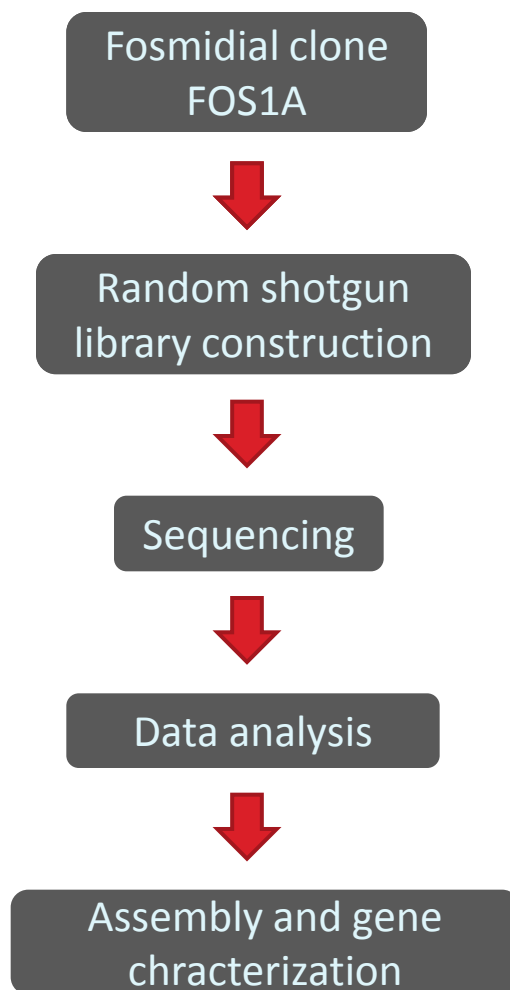 Fosmidial clone
FOS1A
Random shotgun
library construction
Sequencing
Data analysis
Assembly and gene
chracterization